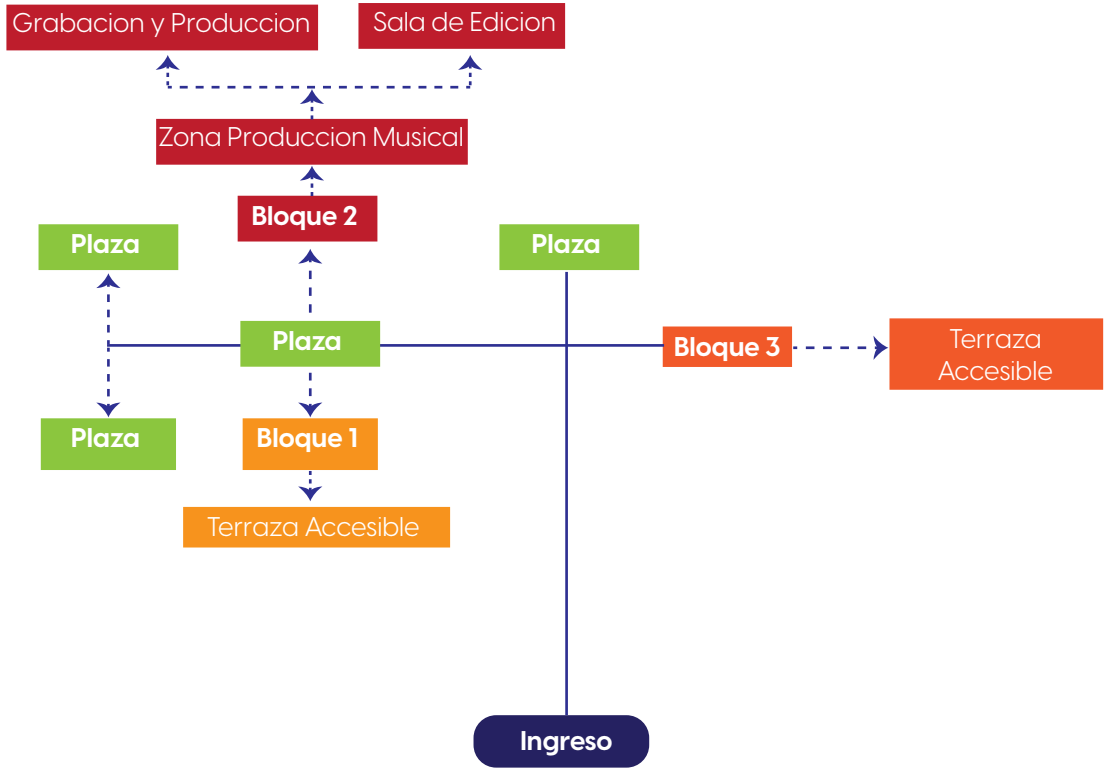 Grabacion y Produccion
Sala de Edicion
Zona Produccion Musical
Bloque 2
Plaza
Plaza
Plaza
Bloque 3
Terraza
Accesible
Plaza
Bloque 1
Terraza Accesible
Ingreso